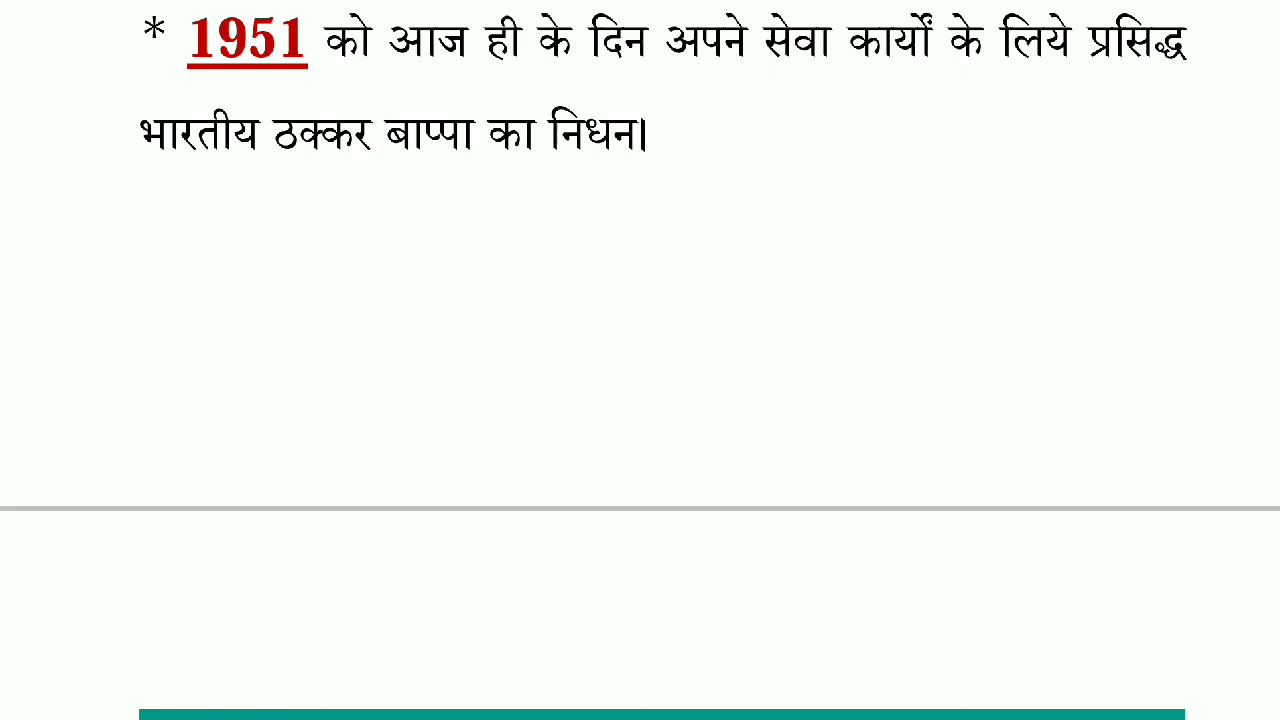 * 1951 को आज ही के दिन अपने सेवा कार्यों के लिये प्रसिद्ध
भारतीय ठक्कर बाप्पा का निधन।